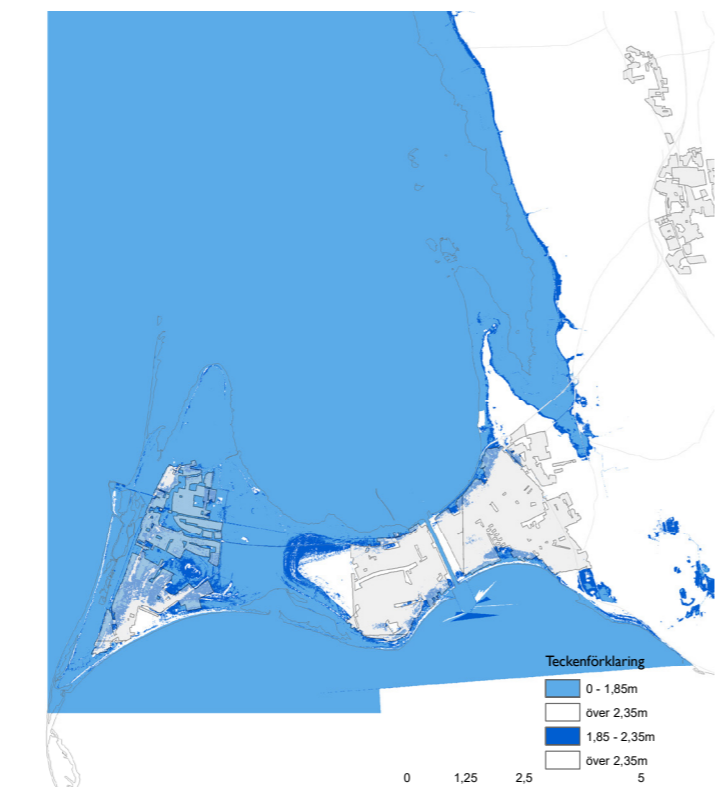 Teckenförklaring
0 - 1,85m
över 2,35m
1,85 - 2,35m
över 2,35m
0 1,25 2,5 5